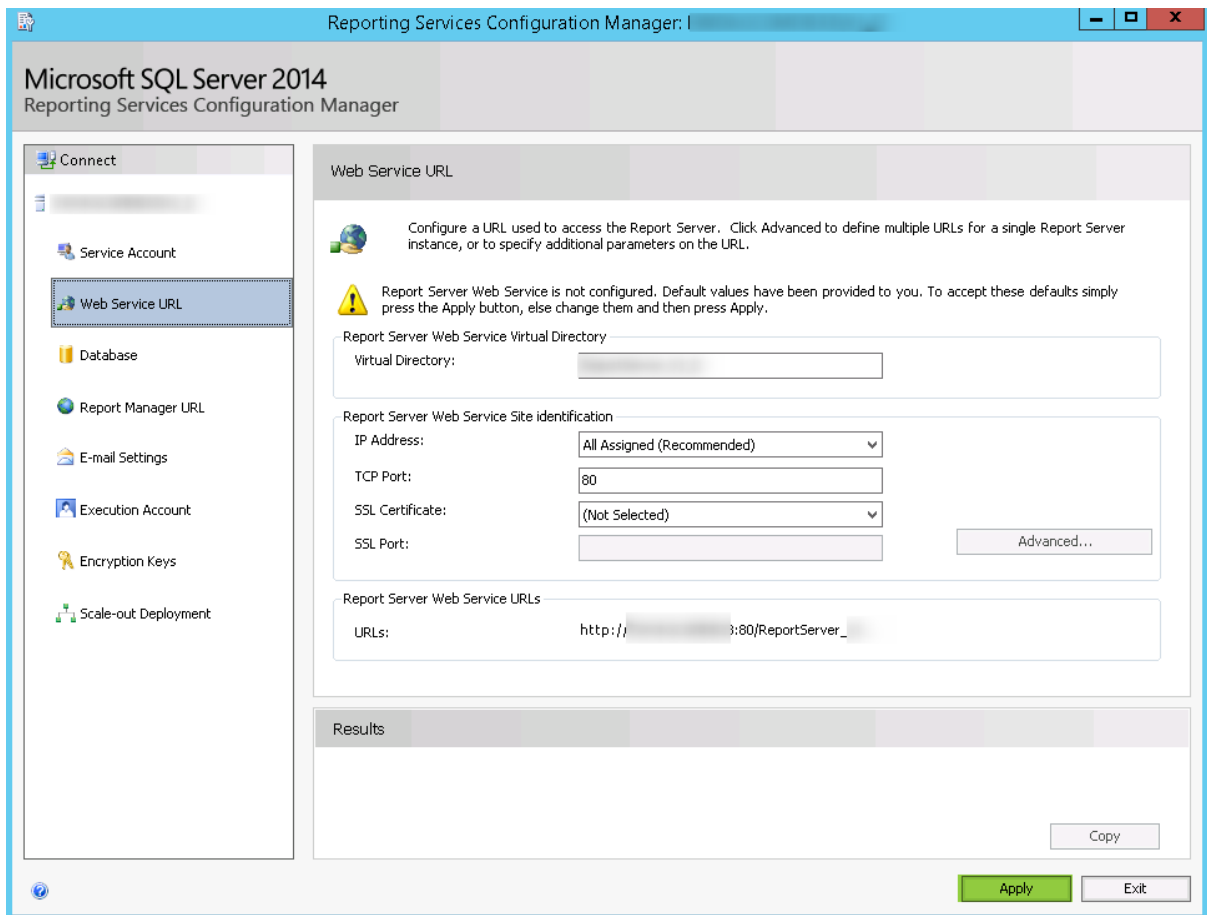 Reporting Services Configuration Manager:
Microsoft SQL Server 2014
Reporting Services Configuration Manager
Connect
Service Account
Web Service URL
Database
Report Manager URL
E-mail Settings
Execution Account
Encryption Keys
Scale-out Deployment
Web Service URL
Configure a URL used to access the Report Server.  Click Advanced to define multiple URLs for a single Report Server
instance, or to specify additional parameters on the URL.
Report Server Web Service is not configured. Default values have been provided to you. To accept these defaults simply
press the Apply button, else change them and then press Apply.
Report Server Web Service Virtual Directory
Virtual Directory:
Report Server Web Service Site identification
IP Address: All Assigned (Recommended)
TCP Port: 80
SSL Certificate: (Not Selected)
SSL Port:
Advanced...
Report Server Web Service URLs
URLs: http:// :80/ReportServer_
Results
Copy
Apply Exit